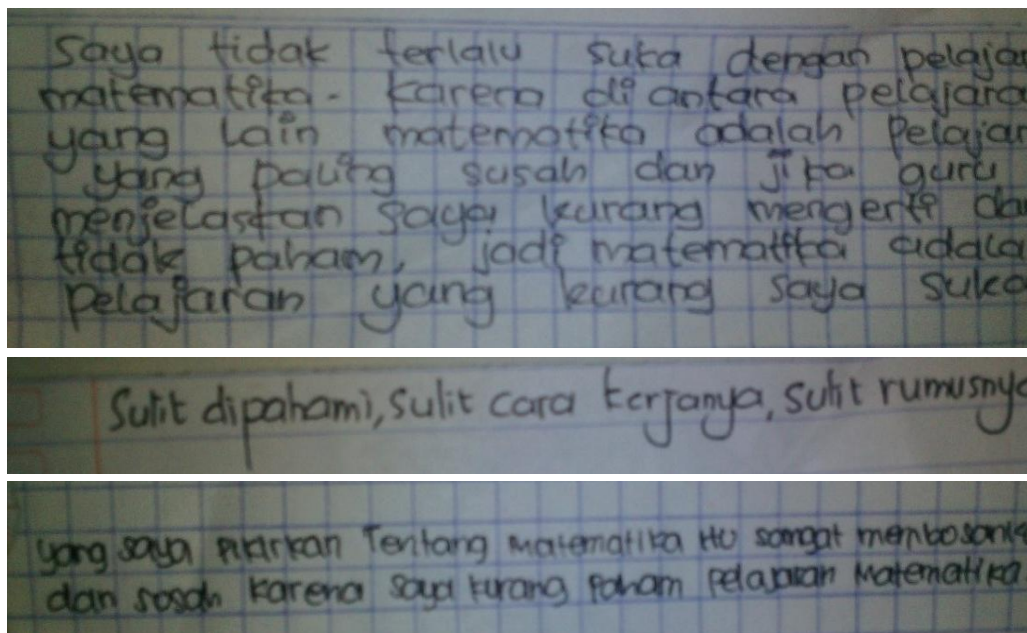 saya tidak terlalu suka dengan pelajar
matematika. karena di antara pelajara
yang lain matematika adalah pelajar
yang paling susah dan jika guru
menjelaskan saya kurang mengerti da
tidak paham, jadi matematika adala
pelajaran yang kurang saya suka
Sulit dipahami, sulit cara kerjanya, sulit rumusnya
yang saya pikirkan Tentang matematika itu sangat membosank
dan sosah karena saya kurang paham pelajaran matematika